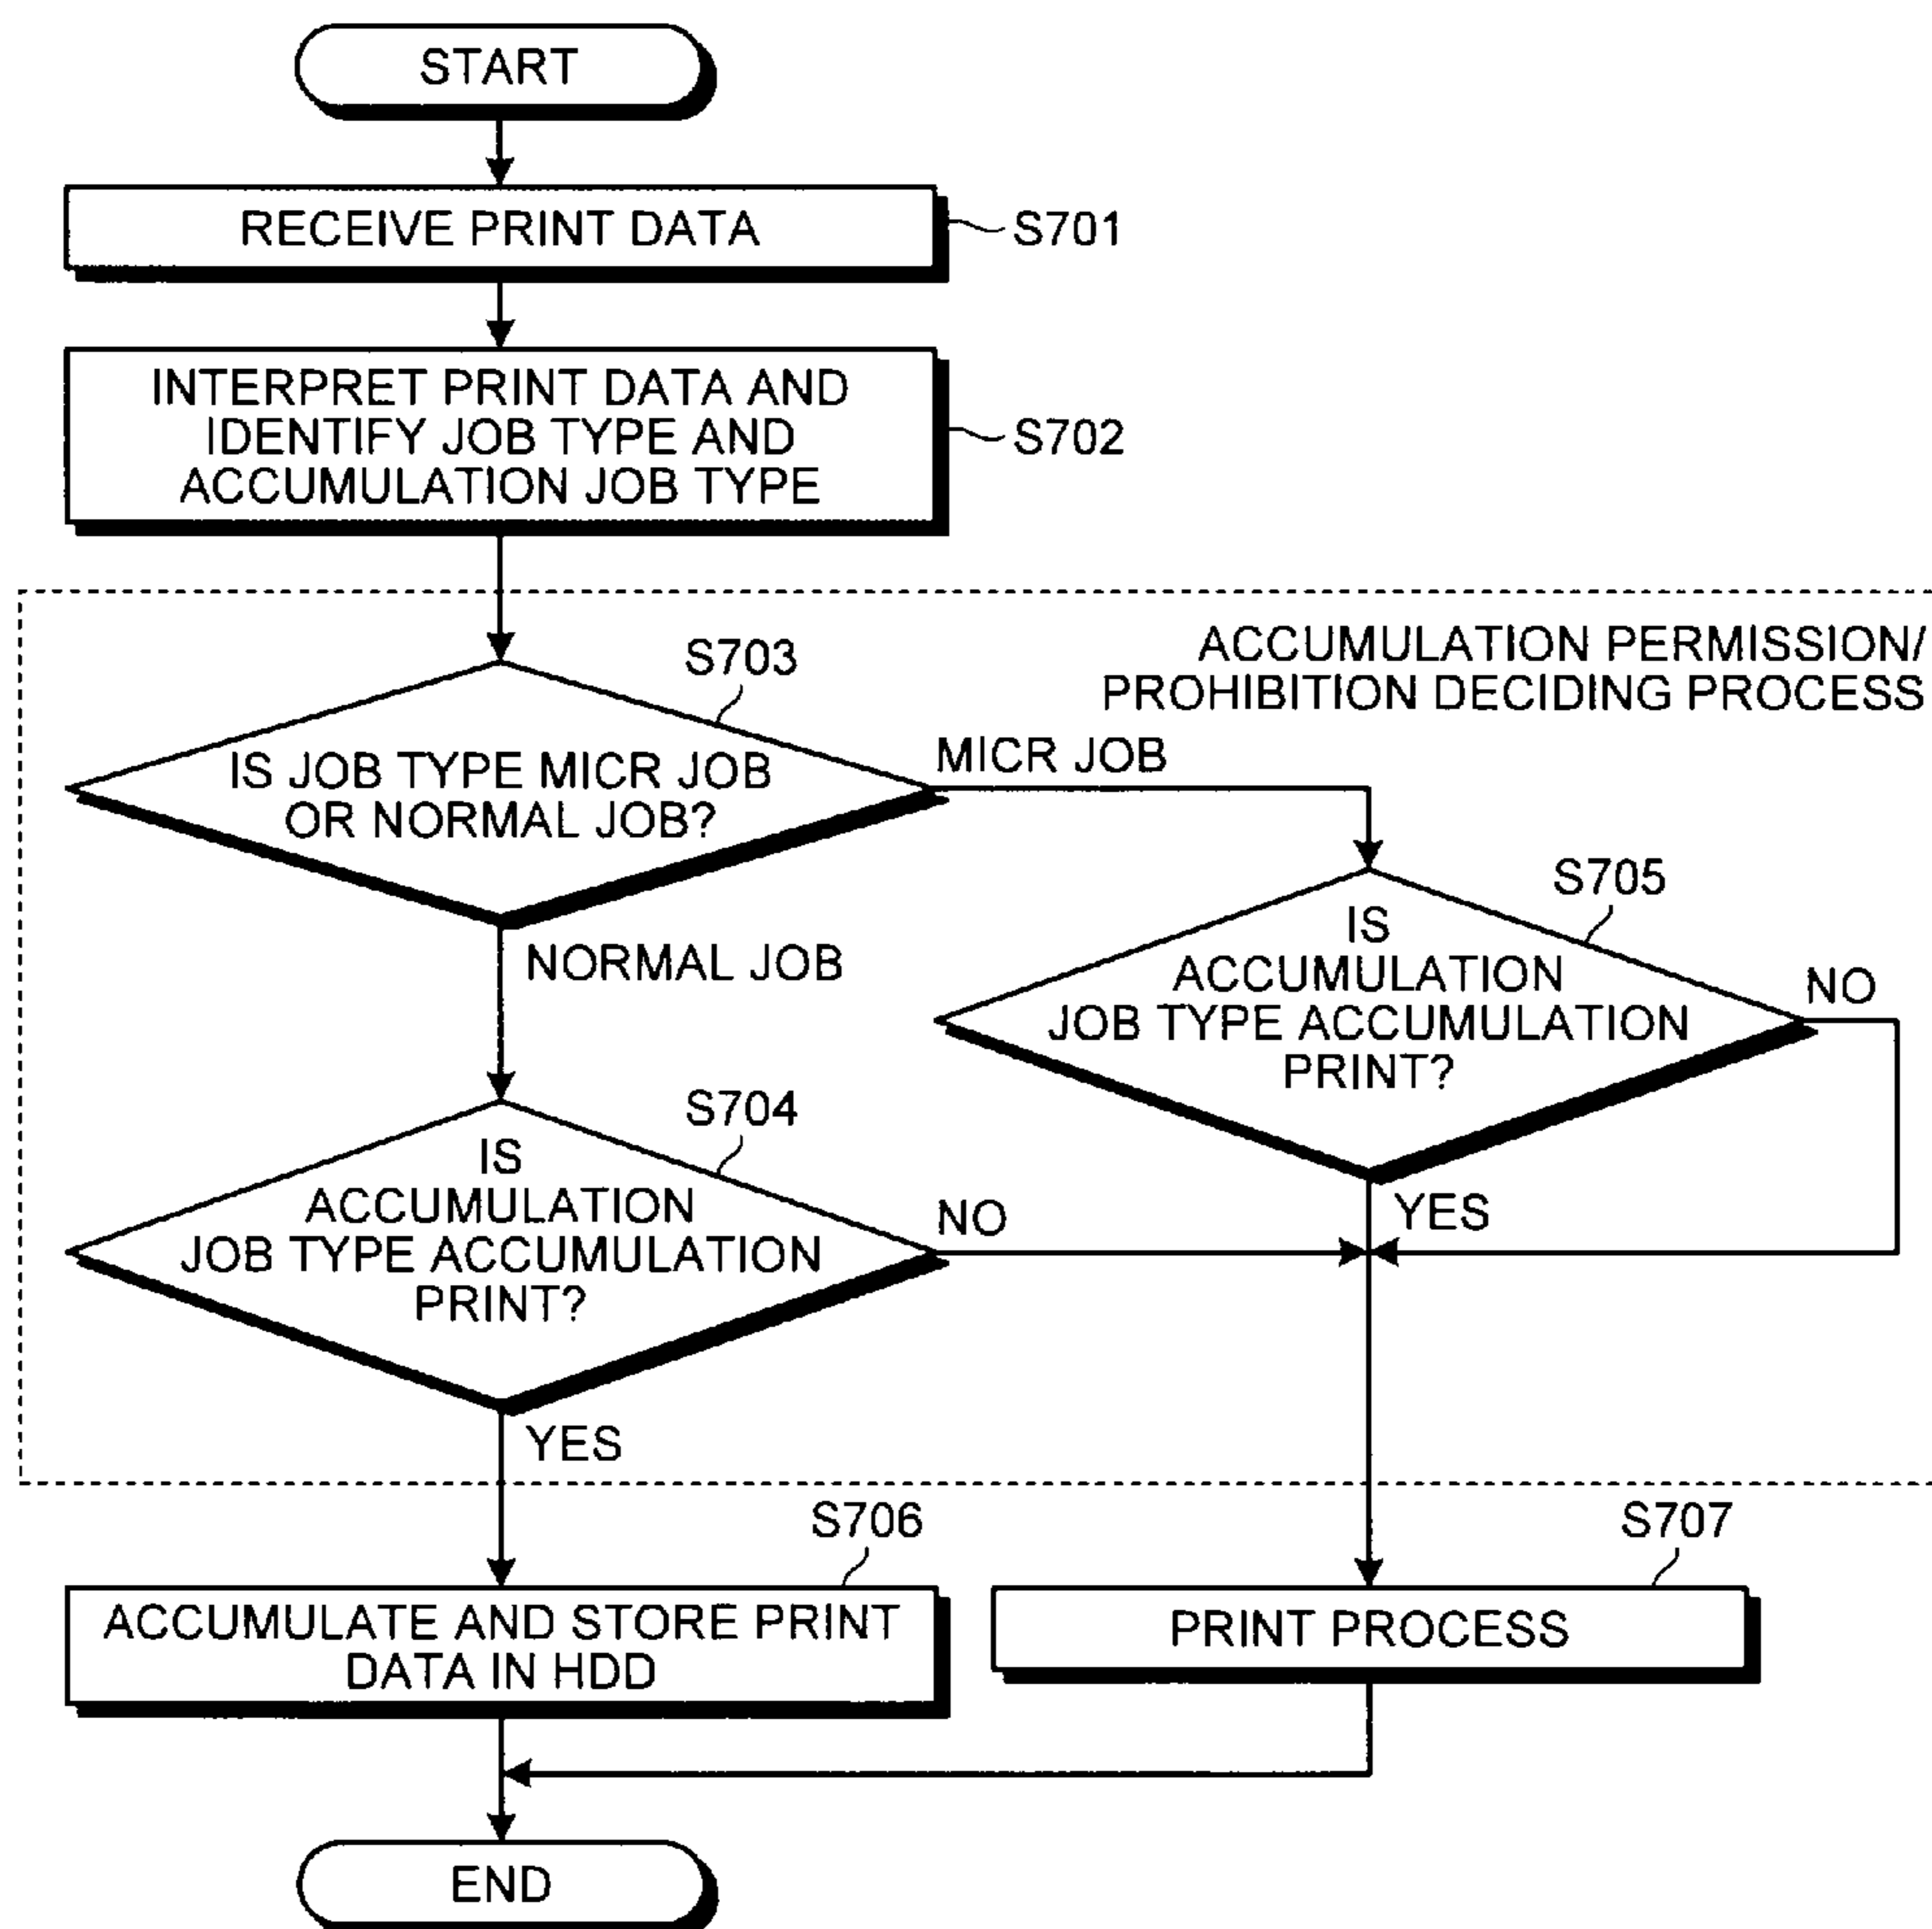 START
RECEIVE PRINT DATA
S701
INTERPRET PRINT DATA AND
IDENTIFY JOB TYPE AND
ACCUMULATION JOB TYPE
S702
ACCUMULATION PERMISSION/
PROHIBITION DECIDING PROCESS
S703
IS JOB TYPE MICR JOB
OR NORMAL JOB?
MICR JOB
NORMAL JOB
S705
IS
ACCUMULATION
JOB TYPE ACCUMULATION
PRINT?
NO
YES
S704
IS
ACCUMULATION
JOB TYPE ACCUMULATION
PRINT?
NO
YES
S706
ACCUMULATE AND STORE PRINT
DATA IN HDD
S707
PRINT PROCESS
END